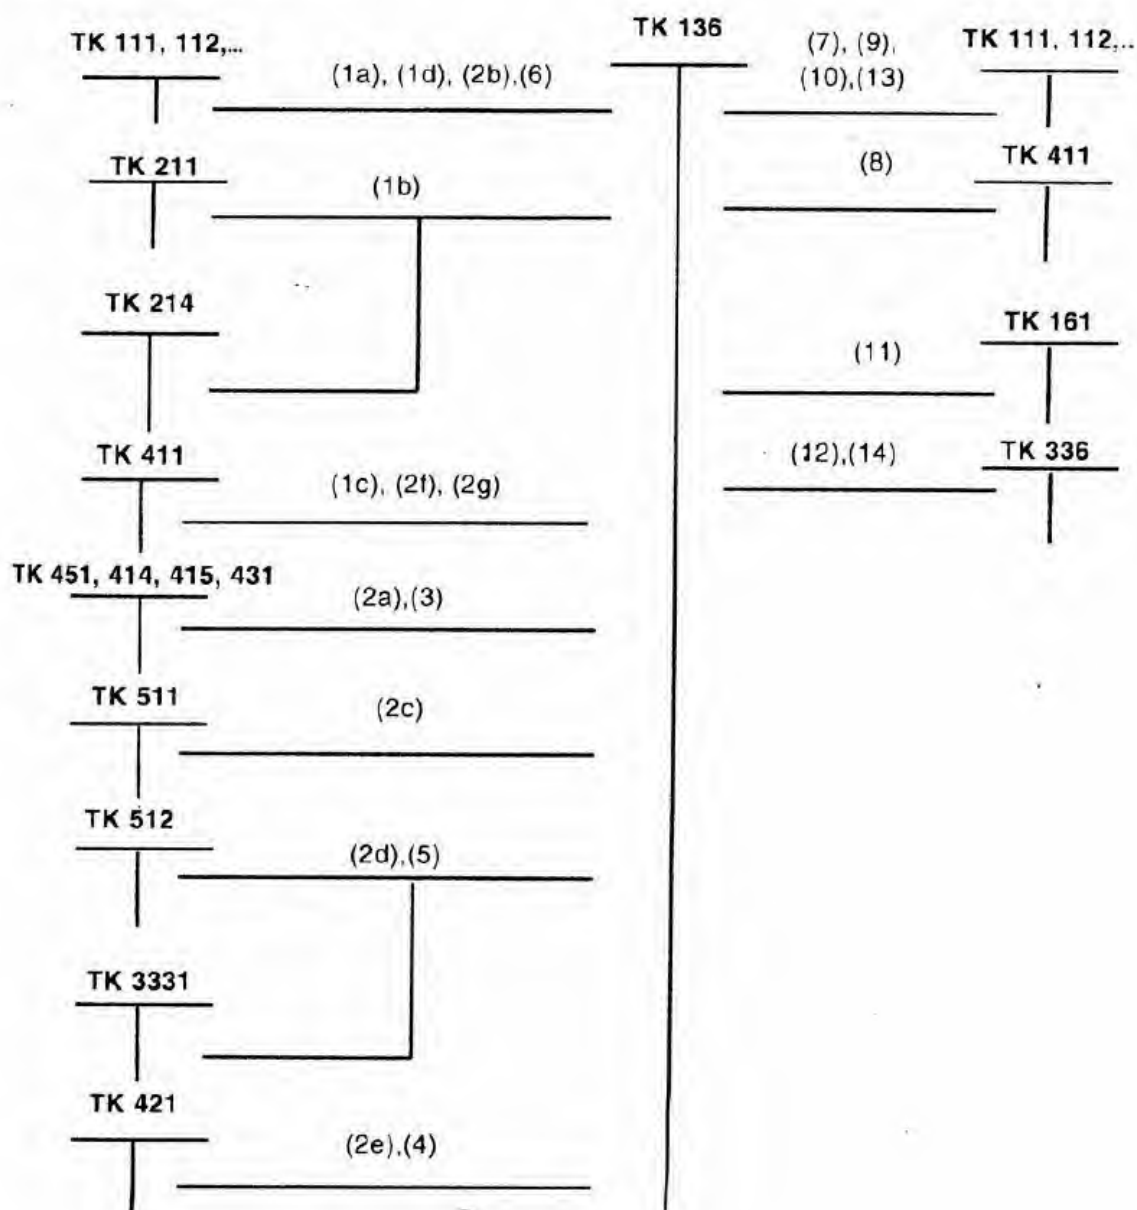 TK 111, 112,...
TK 136
(7), (9),
TK 111, 112,..
(1a), (1d), (2b),(6)
(10),(13)
TK 211
(1b)
(8)
TK 411
TK 214
TK 161
(11)
TK 411
(1c), (2f), (2g)
(12),(14)
TK 336
TK 451, 414, 415, 431
(2a),(3)
TK 511
(2c)
TK 512
(2d),(5)
TK 3331
TK 421
(2e),(4)